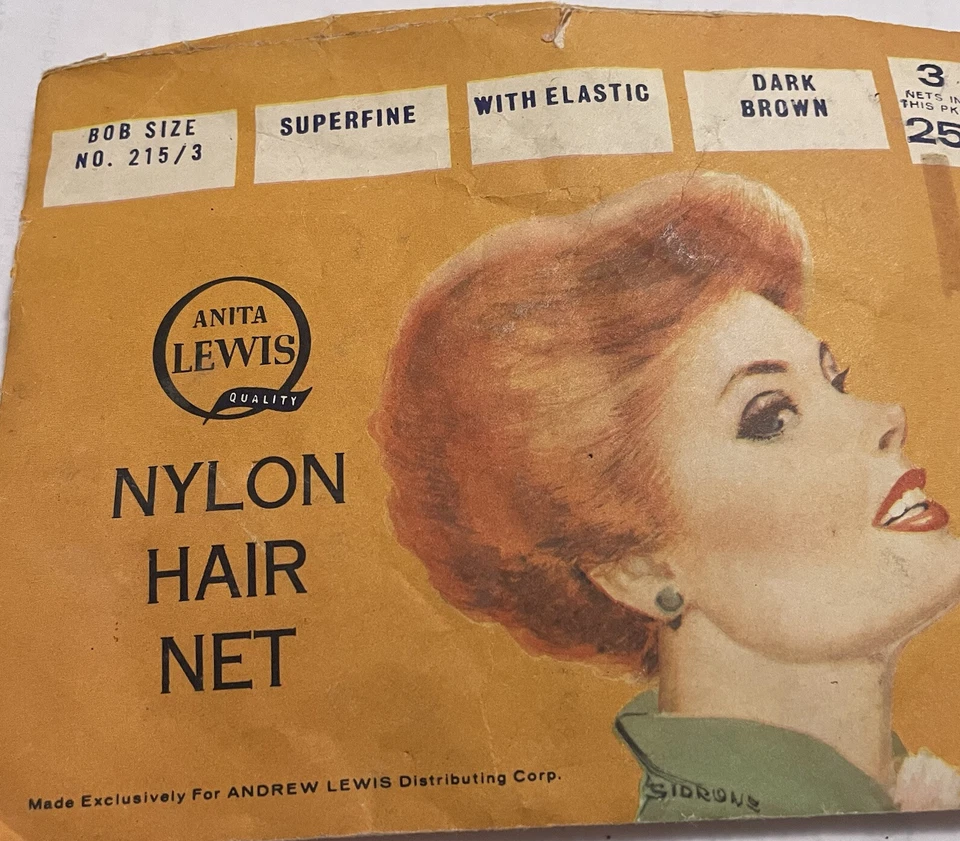 BOB SIZE
NO. 215/3
SUPERFINE
WITH ELASTIC
DARK
BROWN
3
NETS IN
THIS PK
25
ANITA
LEWIS
QUALITY
NYLON
HAIR
NET
Made Exclusively For ANDREW LEWIS Distributing Corp.
SIDRONE